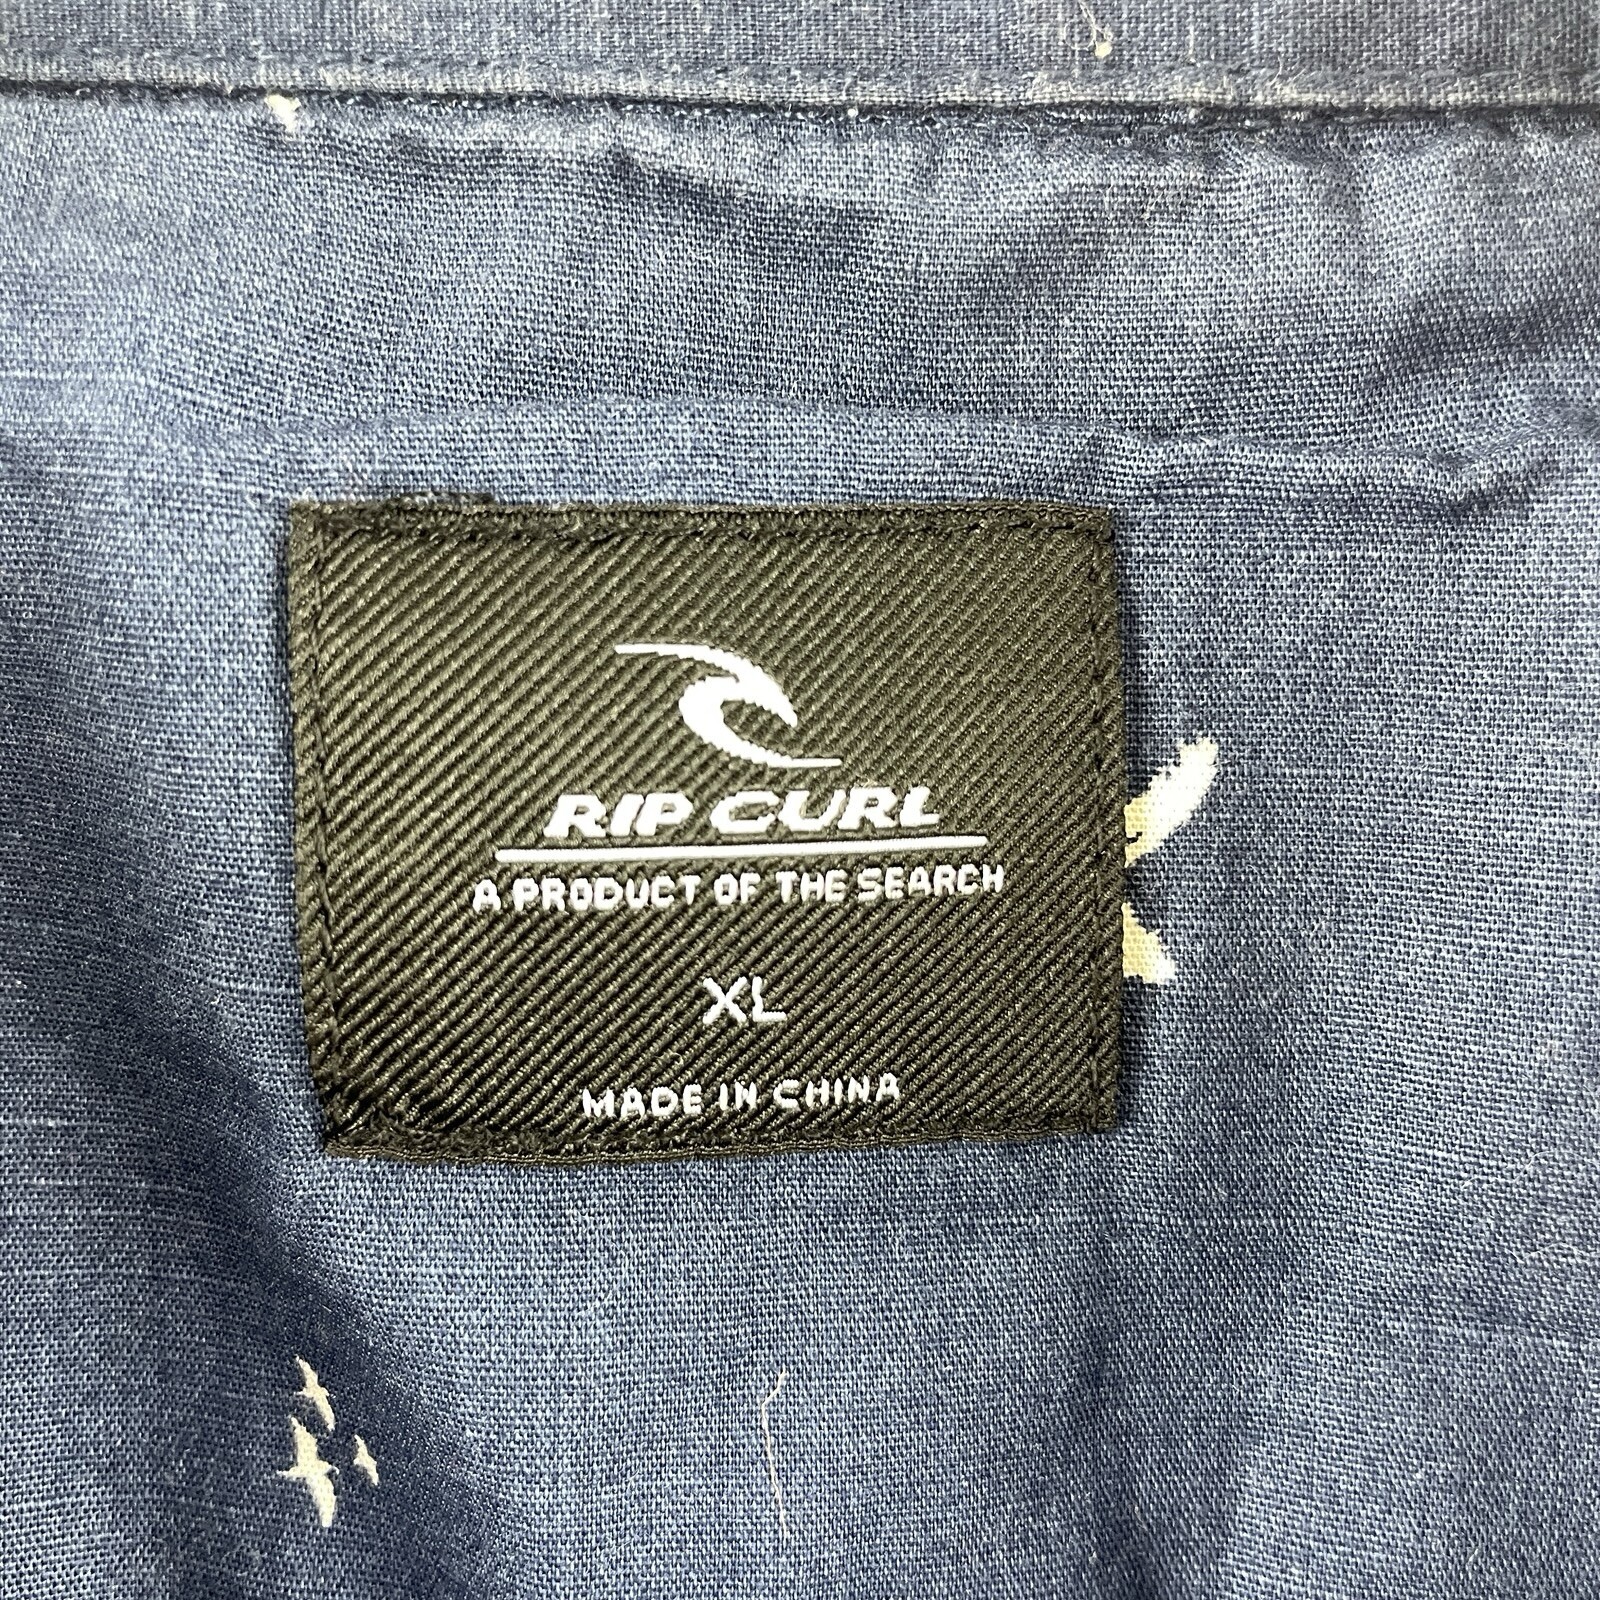 RIP CURL
A PRODUCT OF THE SEARCH
XL
MADE IN CHINA